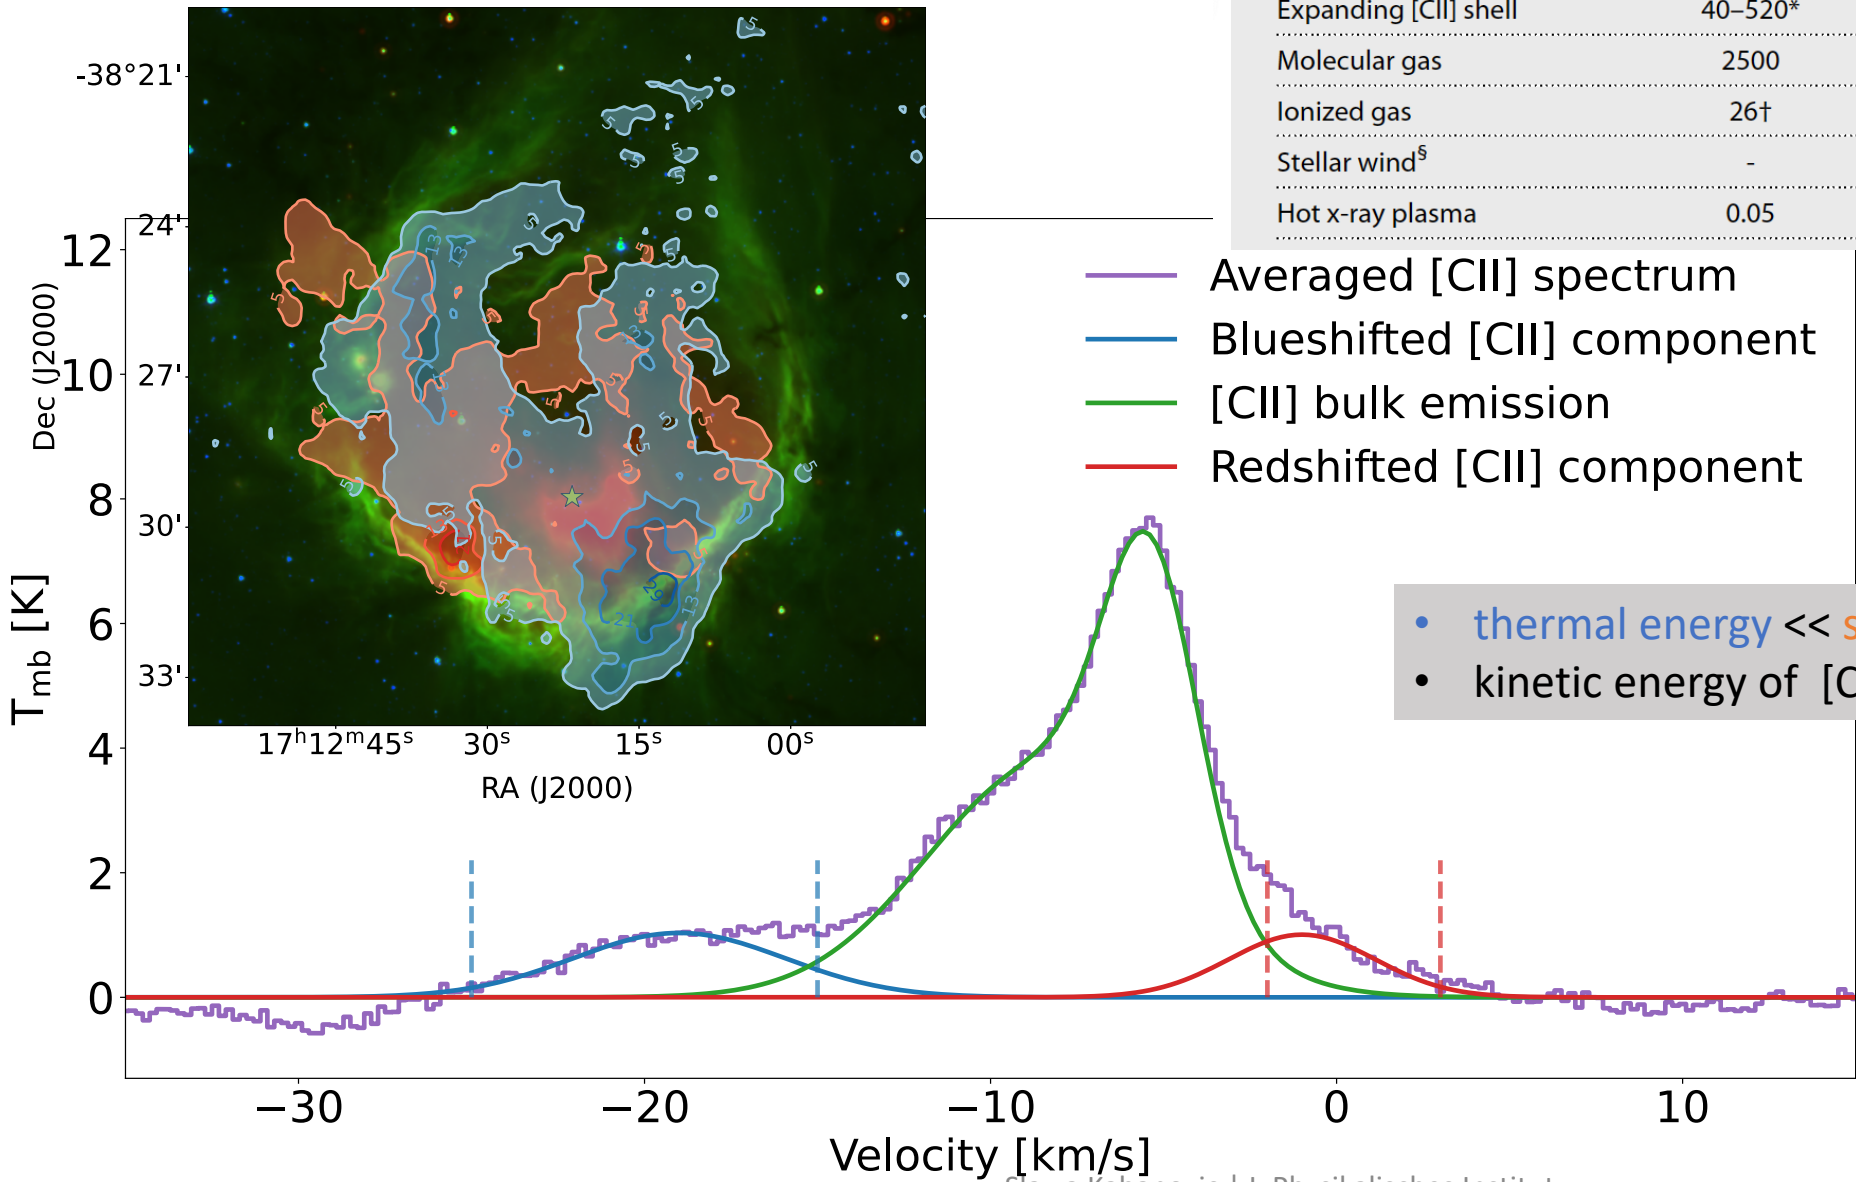 Expanding [CII] shell 40–520*
Molecular gas 2500
Ionized gas 26†
Stellar wind§ -
Hot x-ray plasma 0.05
-38°21'
24'
27'
30'
33'
Dec (J2000)
17h12m45s 30s 15s 00s
RA (J2000)
Averaged [CII] spectrum
Blueshifted [CII] component
[CII] bulk emission
Redshifted [CII] component
• thermal energy << s
• kinetic energy of [C
12
10
8
6
4
2
0
Tmb [K]
−30 −20 −10 0 10
Velocity [km/s]